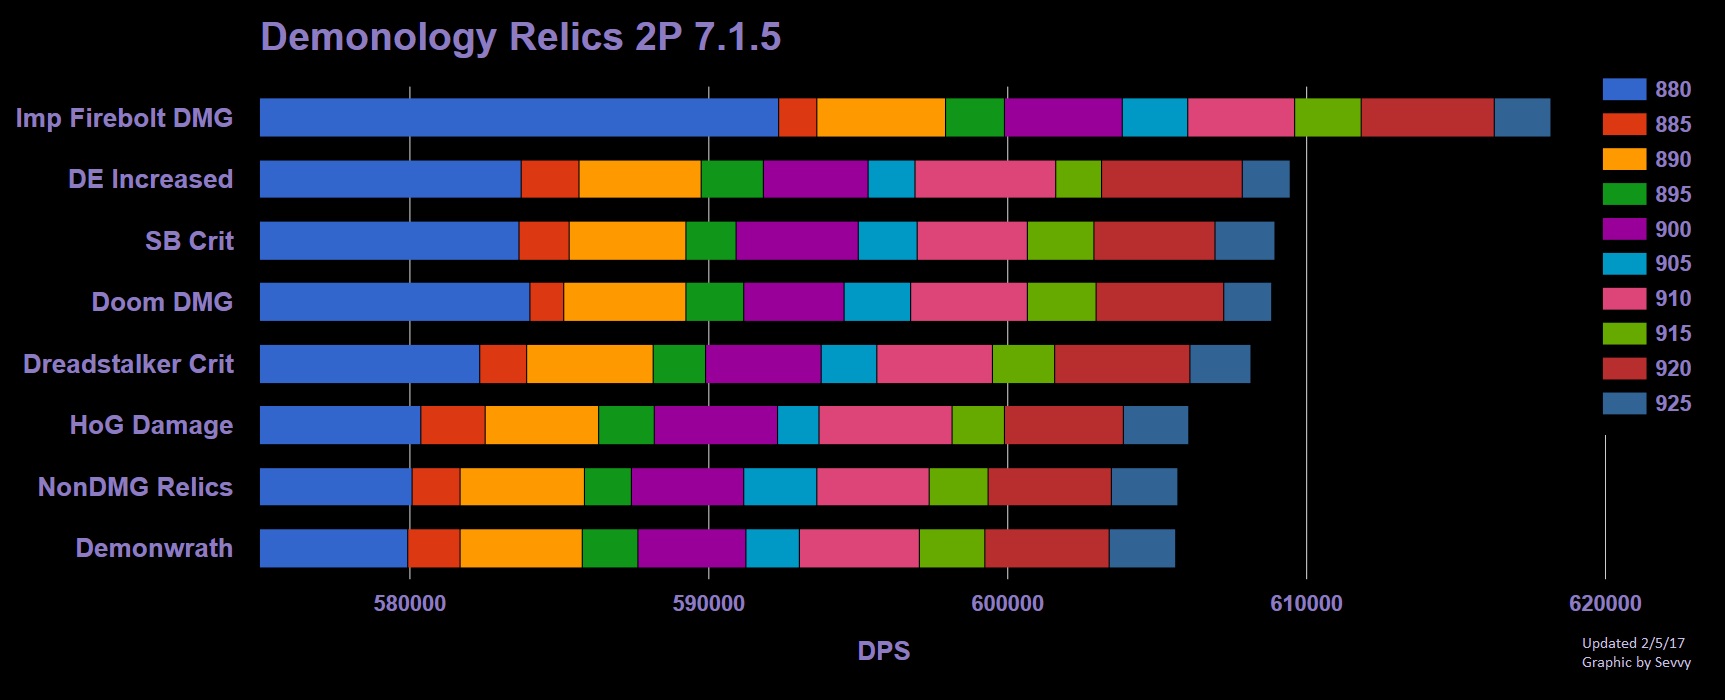 Demonology Relics 2P 7.1.5
Imp Firebolt DMG
DE Increased
SB Crit
Doom DMG
Dreadstalker Crit
HoG Damage
NonDMG Relics
Demonwrath
580000 590000 600000 610000 620000
DPS
880
885
890
895
900
905
910
915
920
925
Updated 2/5/17
Graphic by Sevvy